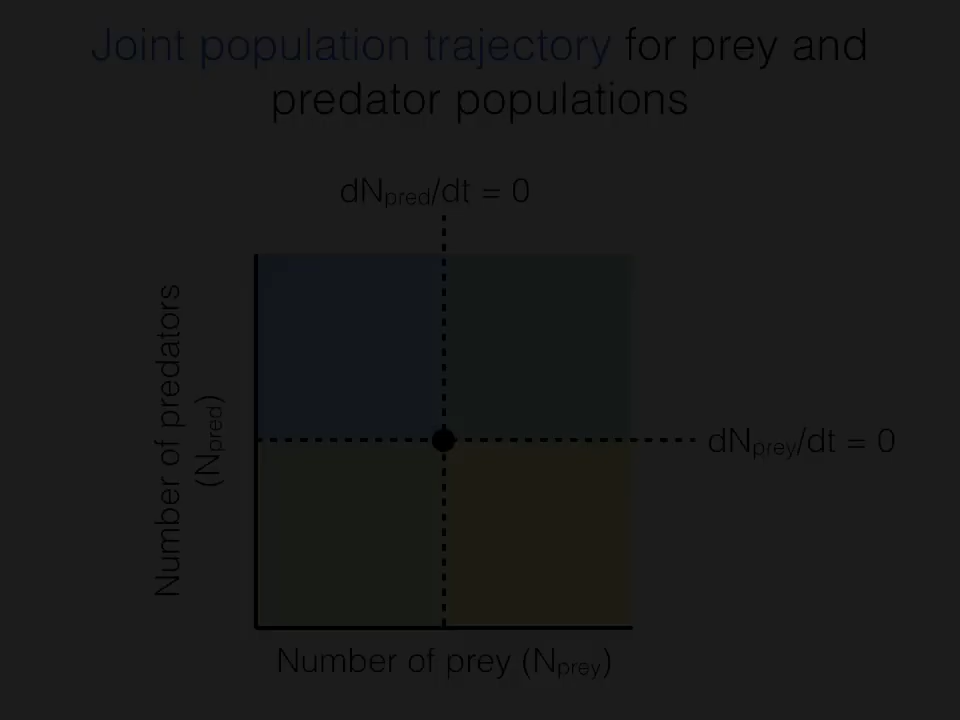 Joint population trajectory for prey and
predator populations
dNpred/dt = 0
Number of predators
(Npred)
dNprey/dt = 0
Number of prey (Nprey)